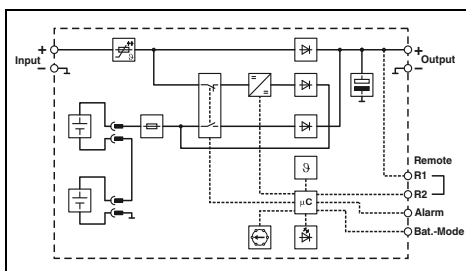 + +
Input Output
− −
ϑ
=
=
Remote
ϑ R1
R2
µC
Alarm
Bat.-Mode